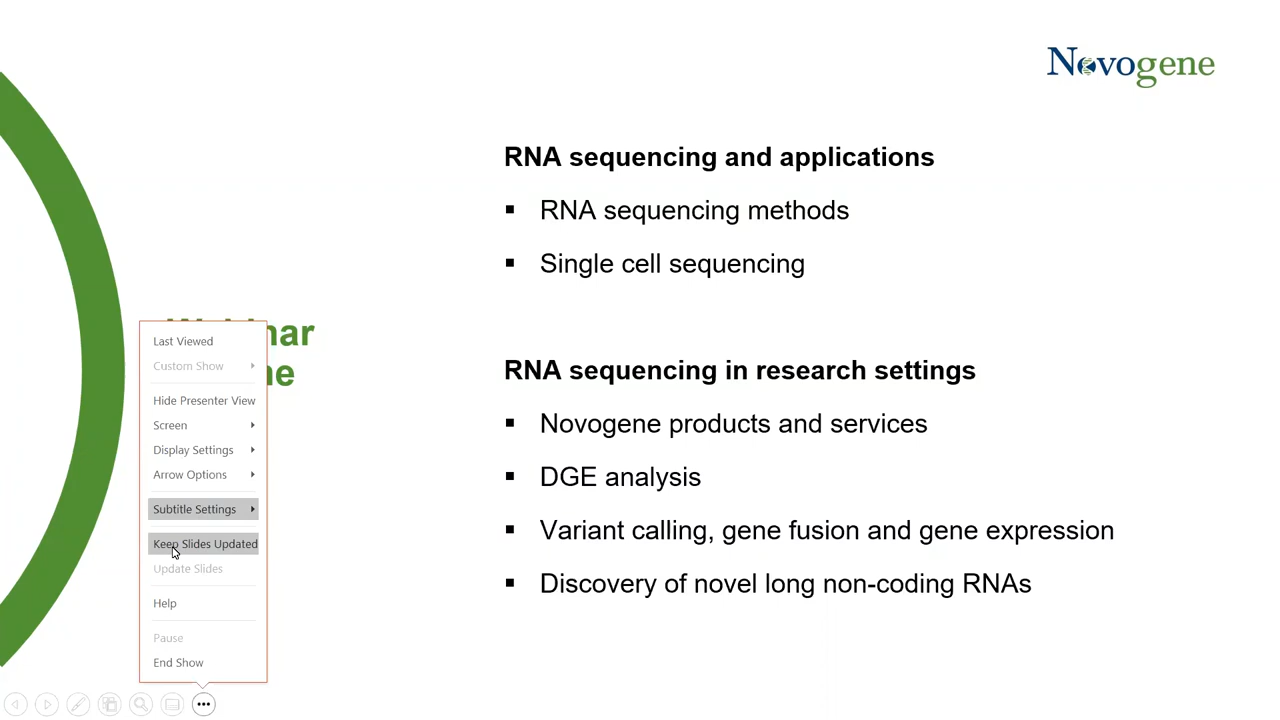 Novogene
RNA sequencing and applications
▪ RNA sequencing methods
▪ Single cell sequencing
RNA sequencing in research settings
▪ Novogene products and services
▪ DGE analysis
▪ Variant calling, gene fusion and gene expression
▪ Discovery of novel long non-coding RNAs
Last Viewed
Custom Show
Hide Presenter View
Screen
Display Settings
Arrow Options
Subtitle Settings
Keep Slides Updated
Update Slides
Help
Pause
End Show